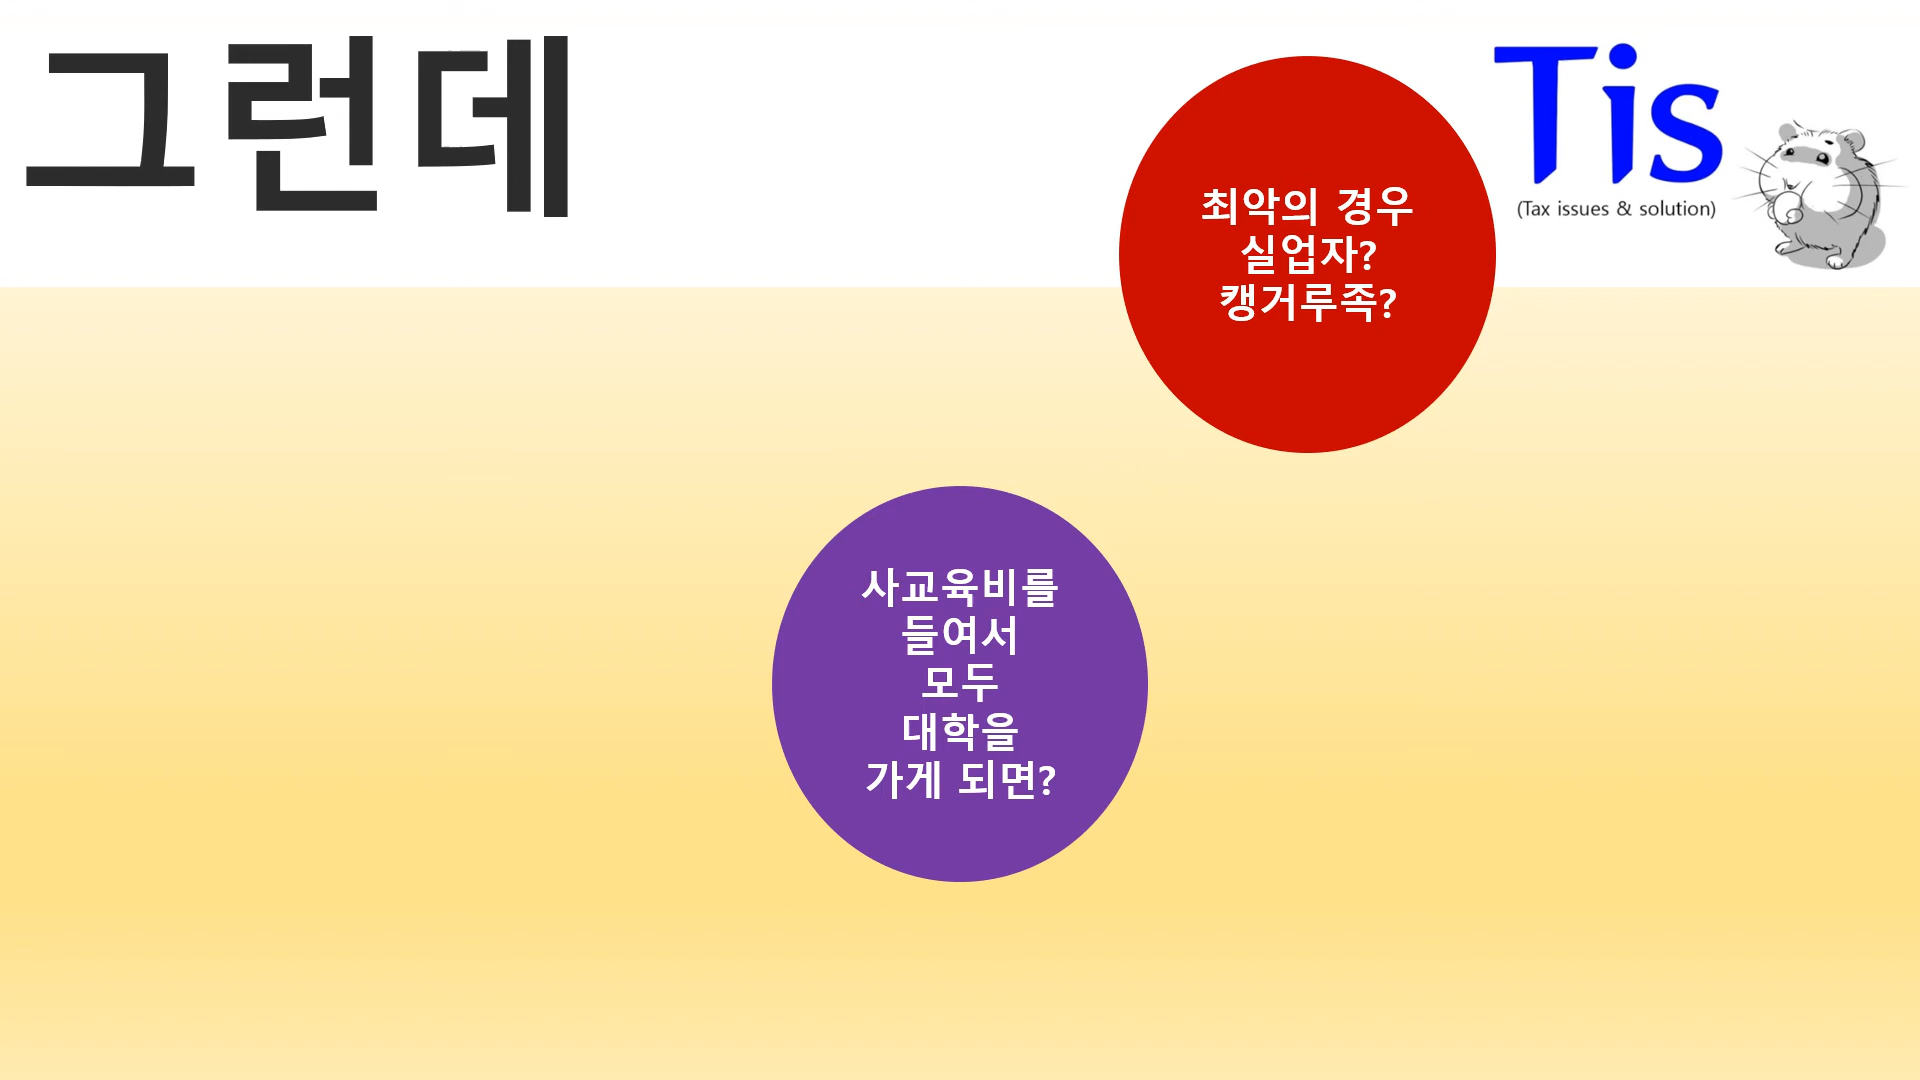 그런데
최악의 경우
실업자?
캥거루족?
Tis
(Tax issues & solution)
사교육비를
들여서
모두
대학을
가게 되면?